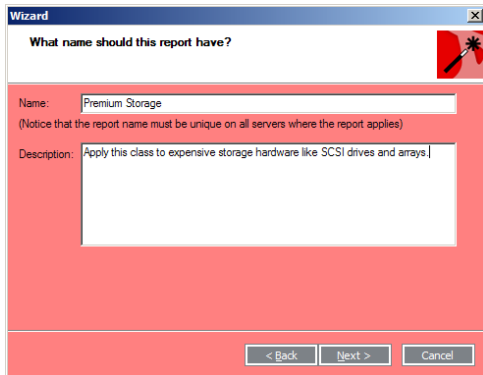 Wizard
What name should this report have?
Name: Premium Storage
(Notice that the report name must be unique on all servers where the report applies)
Description: Apply this class to expensive storage hardware like SCSI drives and arrays.
< Back Next > Cancel